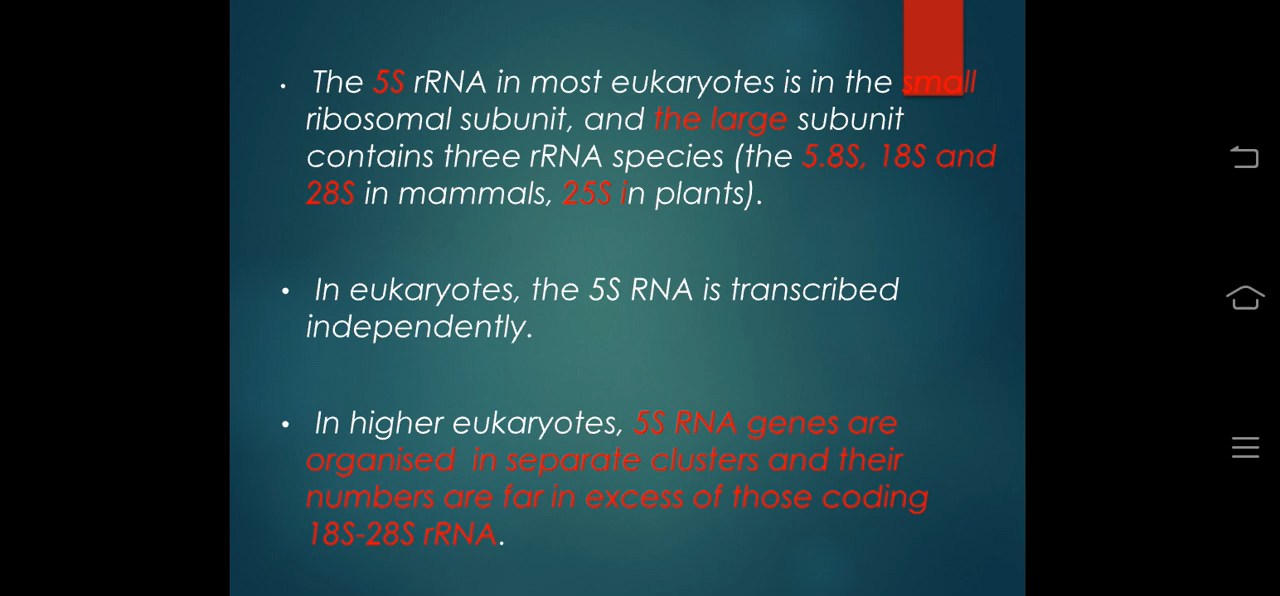 • The 5S rRNA in most eukaryotes is in the small
ribosomal subunit, and the large subunit
contains three rRNA species (the 5.8S, 18S and
28S in mammals, 25S in plants).
• In eukaryotes, the 5S RNA is transcribed
independently.
• In higher eukaryotes, 5S RNA genes are
organised in separate clusters and their
numbers are far in excess of those coding
18S-28S rRNA.